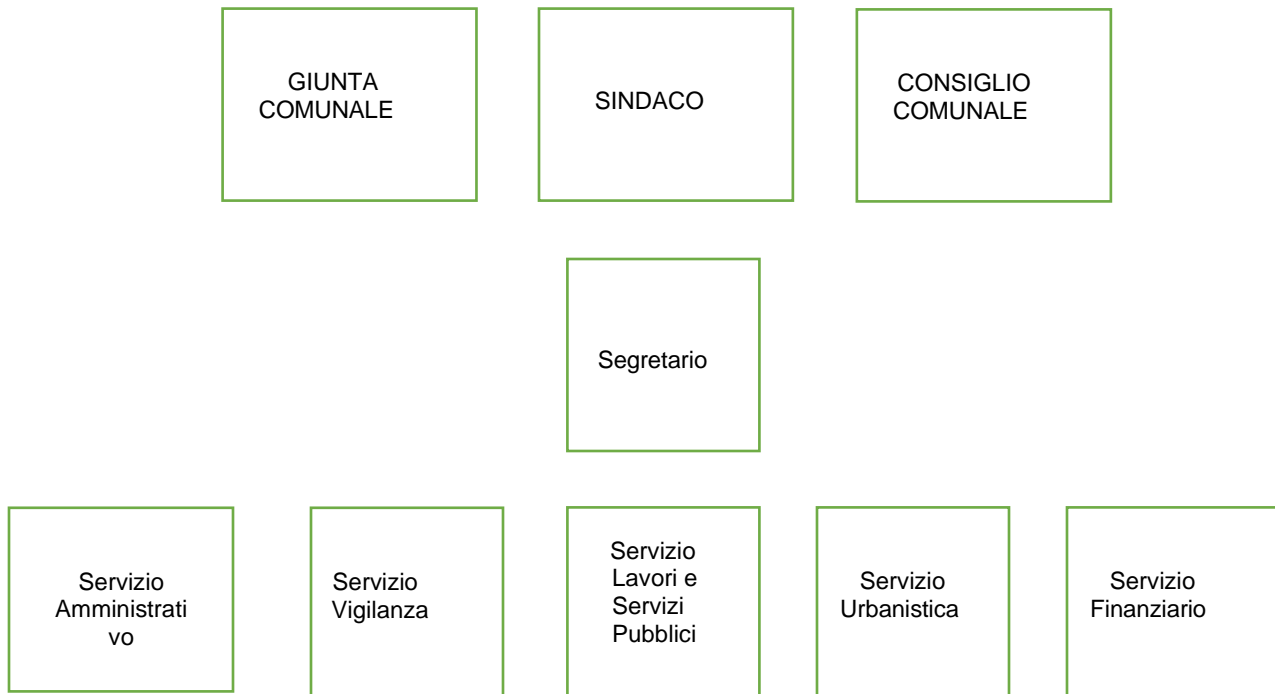 GIUNTA
COMUNALE
SINDACO
CONSIGLIO
COMUNALE
Segretario
Servizio
Amministrati
vo
Servizio
Vigilanza
Servizio
Lavori e
Servizi
Pubblici
Servizio
Urbanistica
Servizio
Finanziario